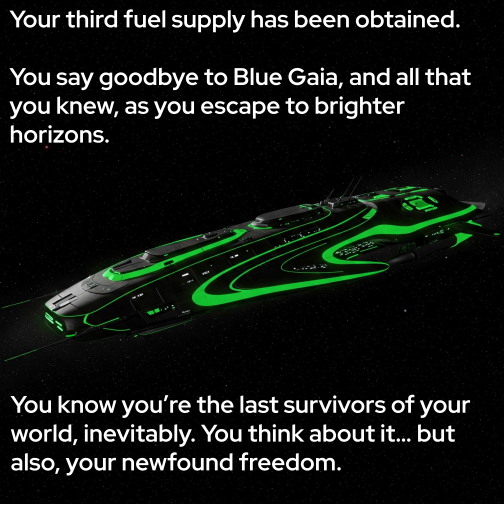 Your third fuel supply has been obtained.
You say goodbye to Blue Gaia, and all that
you knew, as you escape to brighter
horizons.
You know you’re the last survivors of your
world, inevitably. You think about it... but
also, your newfound freedom.